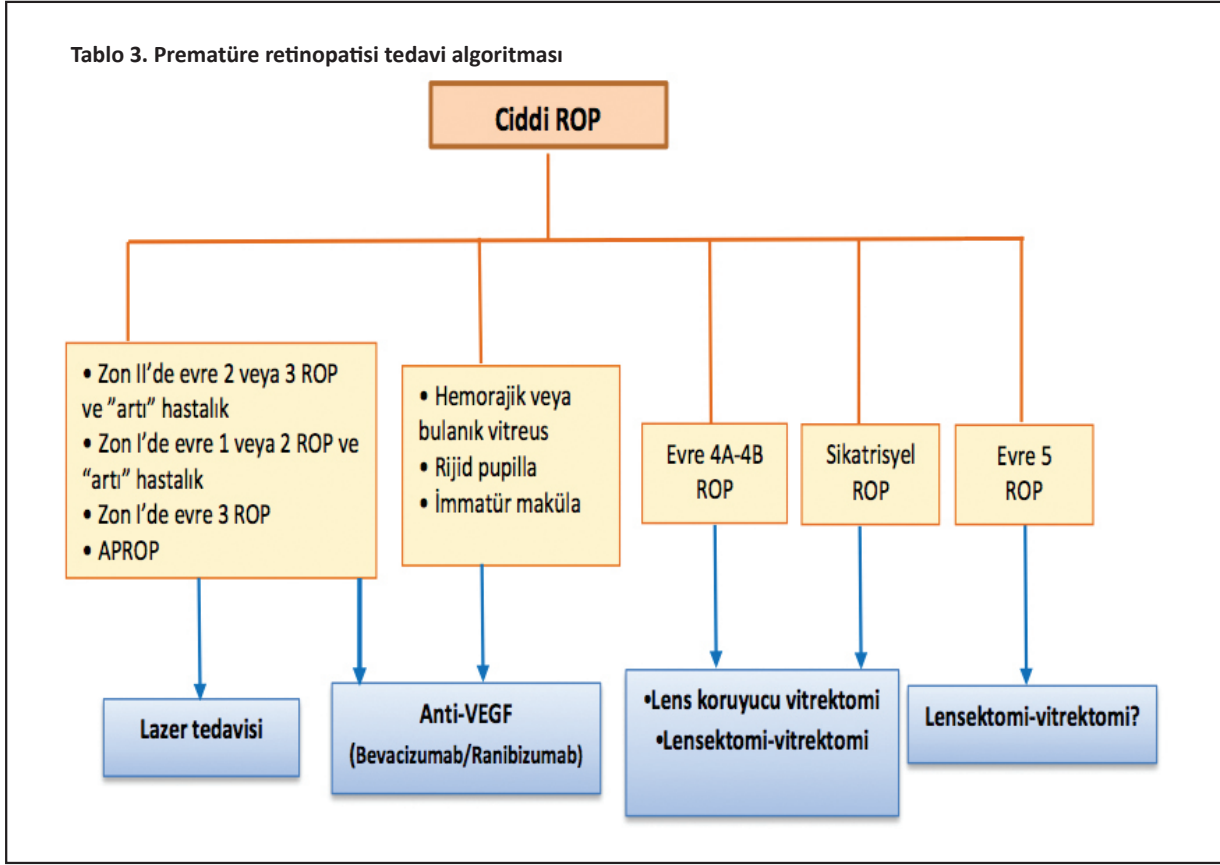 Tablo 3. Prematüre retinopatisi tedavi algoritması
Ciddi ROP
• Zon II’de evre 2 veya 3 ROP
ve ”artı” hastalık
• Zon I’de evre 1 veya 2 ROP ve
“artı” hastalık
• Zon I’de evre 3 ROP
• APROP
• Hemorajik veya
bulanık vitreus
• Rijid pupilla
• İmmatür maküla
Evre 4A-4B
ROP
Sikatrisyel
ROP
Evre 5
ROP
Lazer tedavisi
Anti-VEGF
(Bevacizumab/Ranibizumab)
•Lens koruyucu vitrektomi
•Lensektomi-vitrektomi
Lensektomi-vitrektomi?